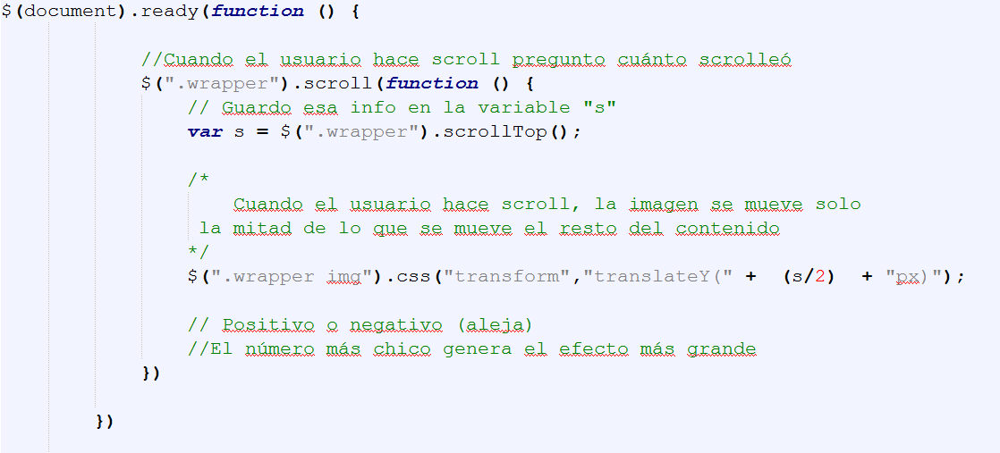 $(document).ready(function () {
//Cuando el usuario hace scroll pregunto cuánto scrolleó
$(".wrapper").scroll(function () {
// Guardo esa info en la variable "s"
var s = $(".wrapper").scrollTop();
/*
Cuando el usuario hace scroll, la imagen se mueve solo
la mitad de lo que se mueve el resto del contenido
*/
$(".wrapper img").css("transform","translateY(" + (s/2) + "px)");
// Positivo o negativo (aleja)
//El número más chico genera el efecto más grande
})
})